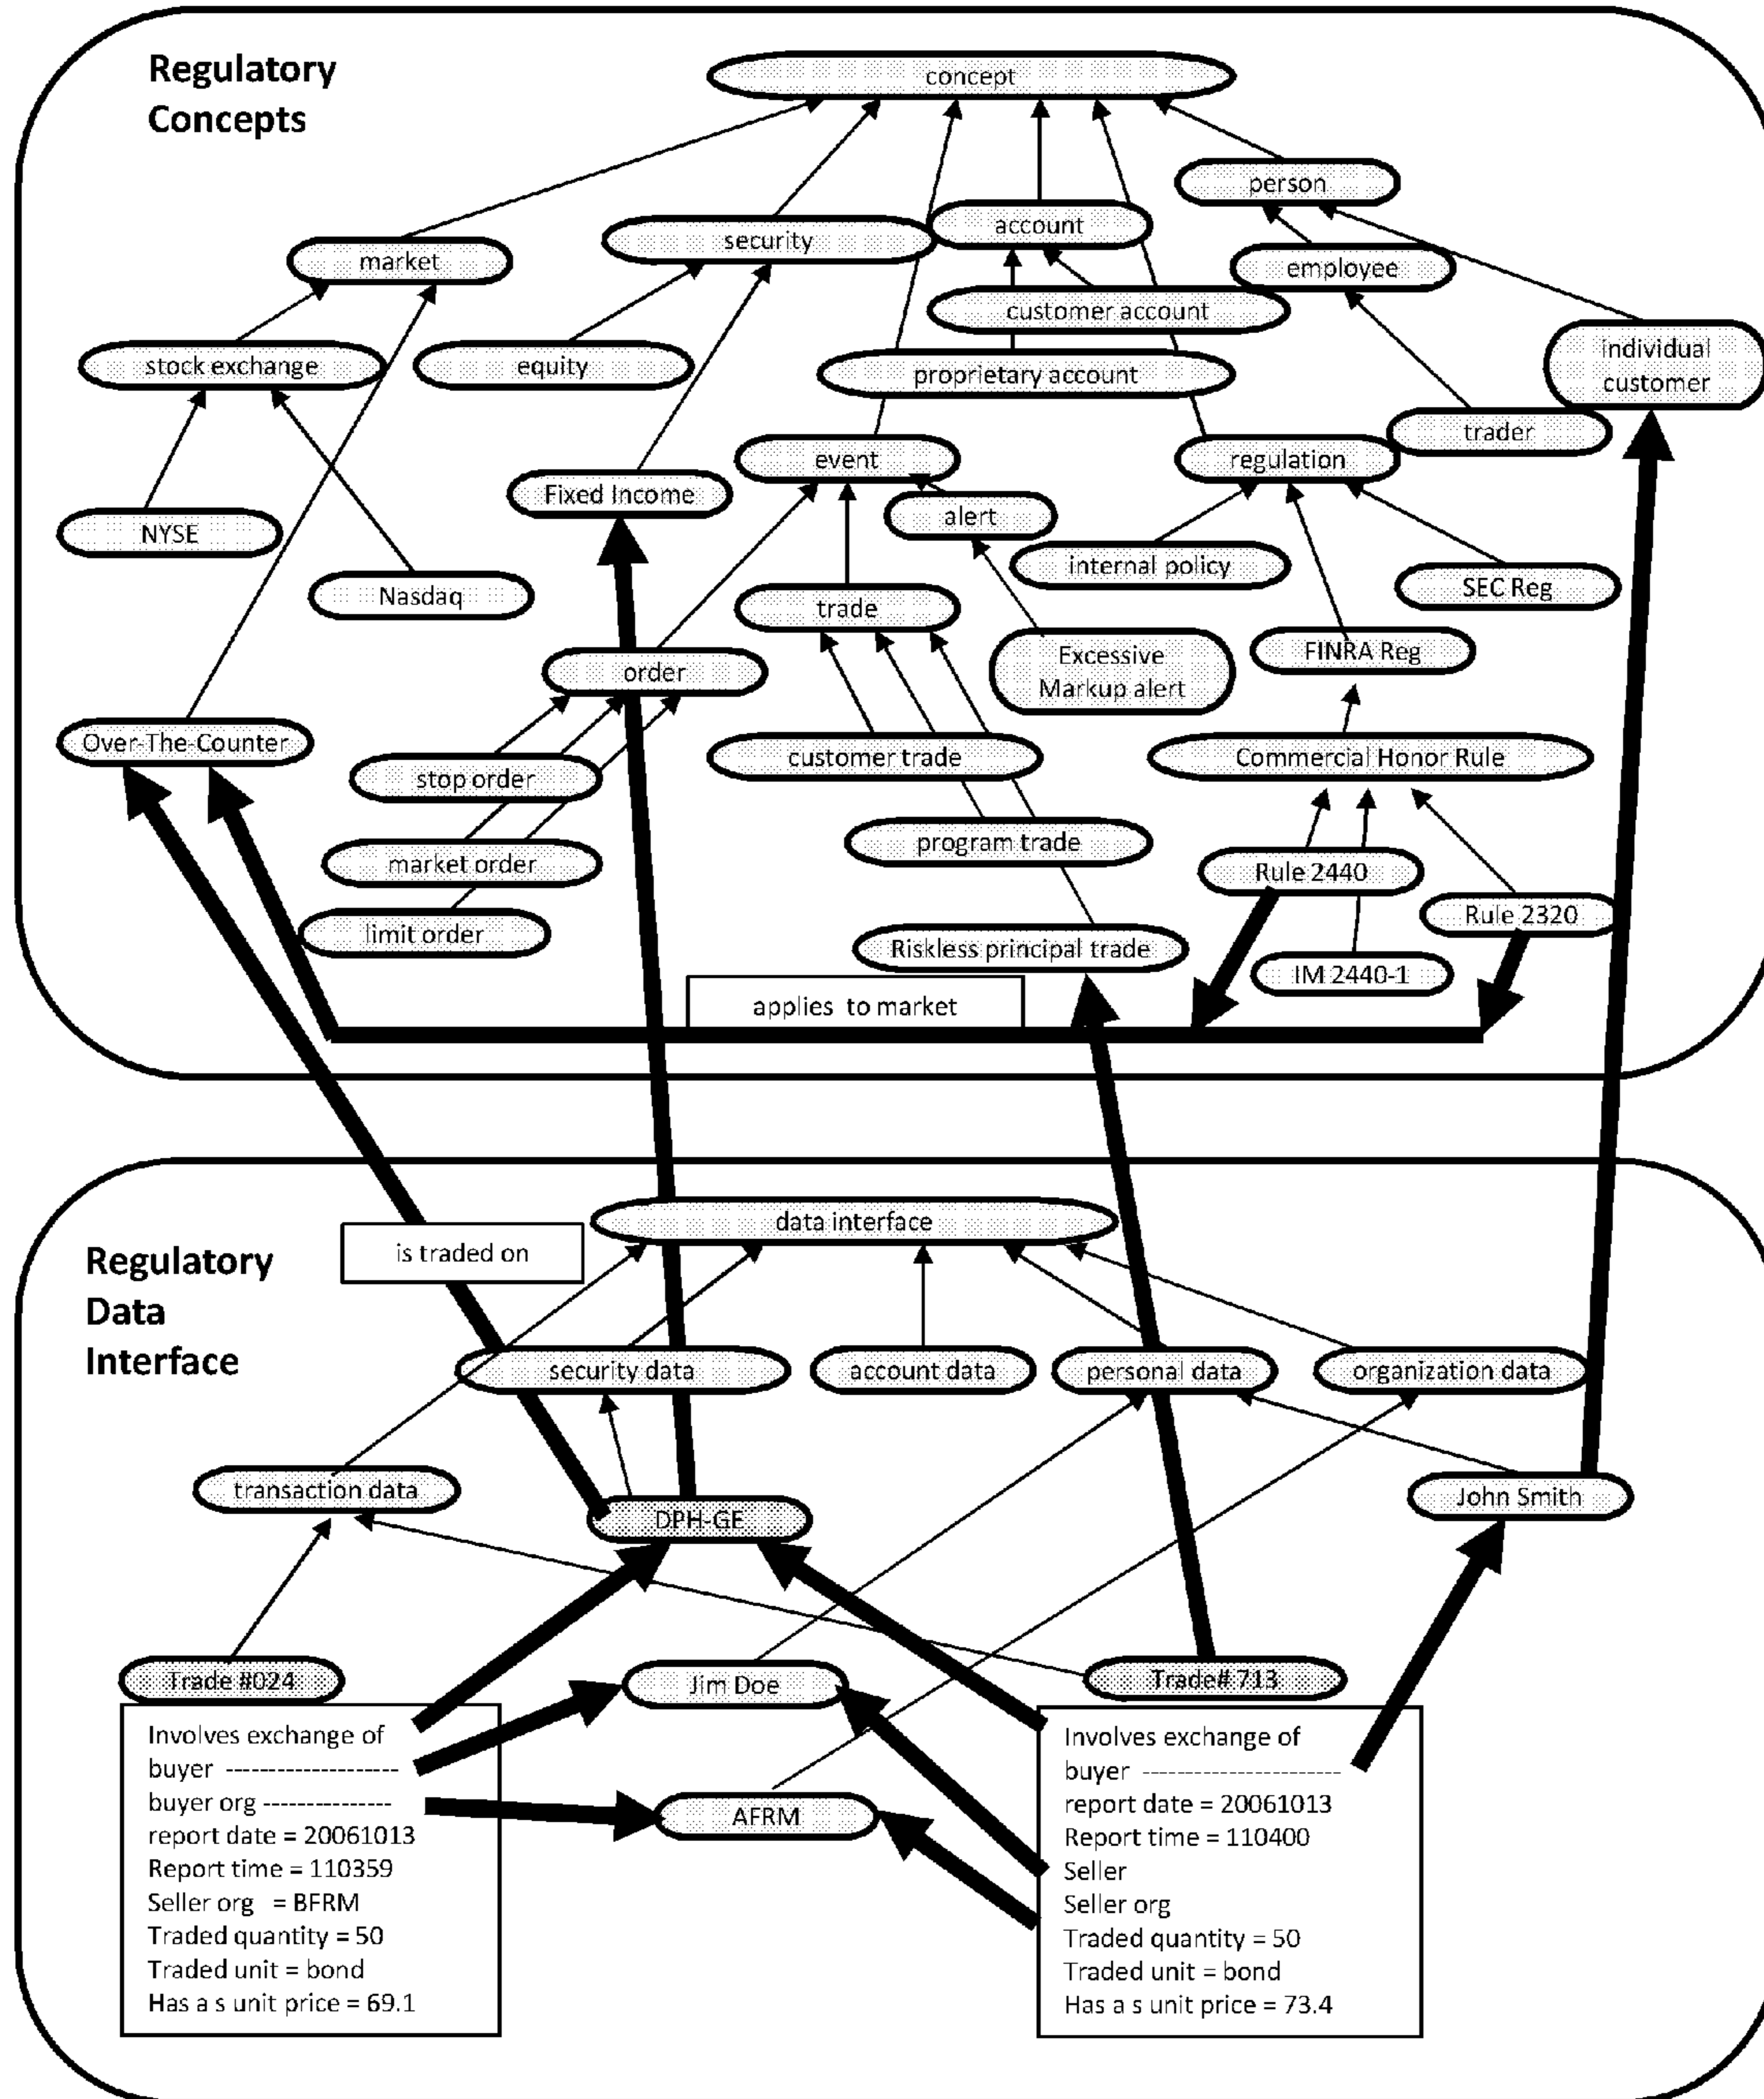 Regulatory
Concepts
concept
person
account
security
market
employee
customer account
individual
customer
stock exchange
equity
proprietary account
trader
event
regulation
Fixed Income
alert
NYSE
internal policy
SEC Reg
Nasdaq
trade
FINRA Reg
Excessive
Markup alert
order
Over-The-Counter
customer trade
Commercial Honor Rule
stop order
program trade
market order
Rule 2440
Rule 2320
limit order
Riskless principal trade
IM 2440-1
applies to market
data interface
is traded on
Regulatory
Data
Interface
security data
account data
personal data
organization data
transaction data
John Smith
DPH-GE
Trade #024
Jim Doe
Trade# 713
Involves exchange of
buyer --------------------
buyer org ---------------
report date = 20061013
Report time = 110359
Seller org = BFRM
Traded quantity = 50
Traded unit = bond
Has a s unit price = 69.1
AFRM
Involves exchange of
buyer -----------------------
report date = 20061013
Report time = 110400
Seller
Seller org
Traded quantity = 50
Traded unit = bond
Has a s unit price = 73.4